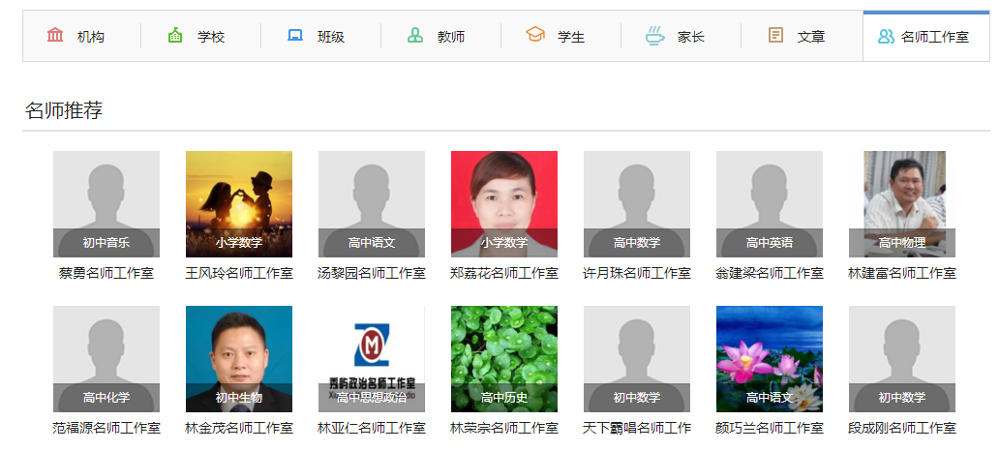 机构 学校 班级 教师 学生 家长 文章 名师工作室
名师推荐
初中音乐 小学数学 高中语文 小学数学 高中数学 高中英语 高中物理
蔡勇名师工作室 王风玲名师工作室 汤黎园名师工作室 郑荔花名师工作室 许月珠名师工作室 翁建梁名师工作室 林建富名师工作室
M
秀屿政治名师工作室
高中化学 初中生物 高中思想政治 高中历史 初中数学 高中语文 初中数学
范福源名师工作室 林金茂名师工作室 林亚仁名师工作室 林荣宗名师工作室 天下霸唱名师工作 颜巧兰名师工作室 段成刚名师工作室